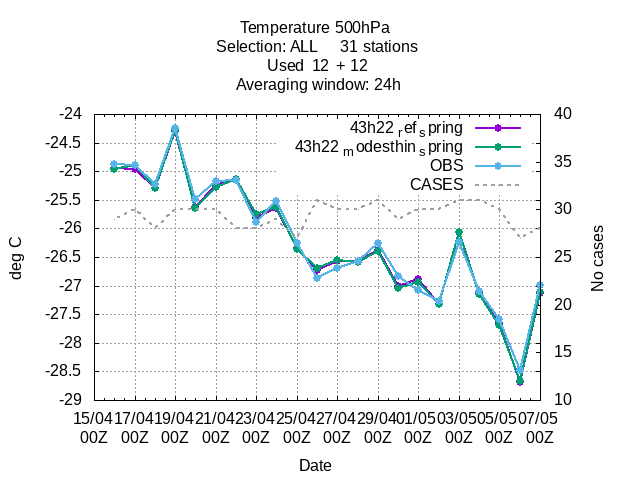 Temperature 500hPa
Selection: ALL 31 stations
Used 12 + 12
Averaging window: 24h
43h22 ref spring
43h22 modesthin spring
OBS
CASES
-24
-24.5
-25
-25.5
-26
-26.5
-27
-27.5
-28
-28.5
-29
40
35
30
25
20
15
10
deg C
No cases
15/04 17/04 19/04 21/04 23/04 25/04 27/04 29/04 01/05 03/05 05/05 07/05
00Z 00Z 00Z 00Z 00Z 00Z 00Z 00Z 00Z 00Z 00Z 00Z
Date